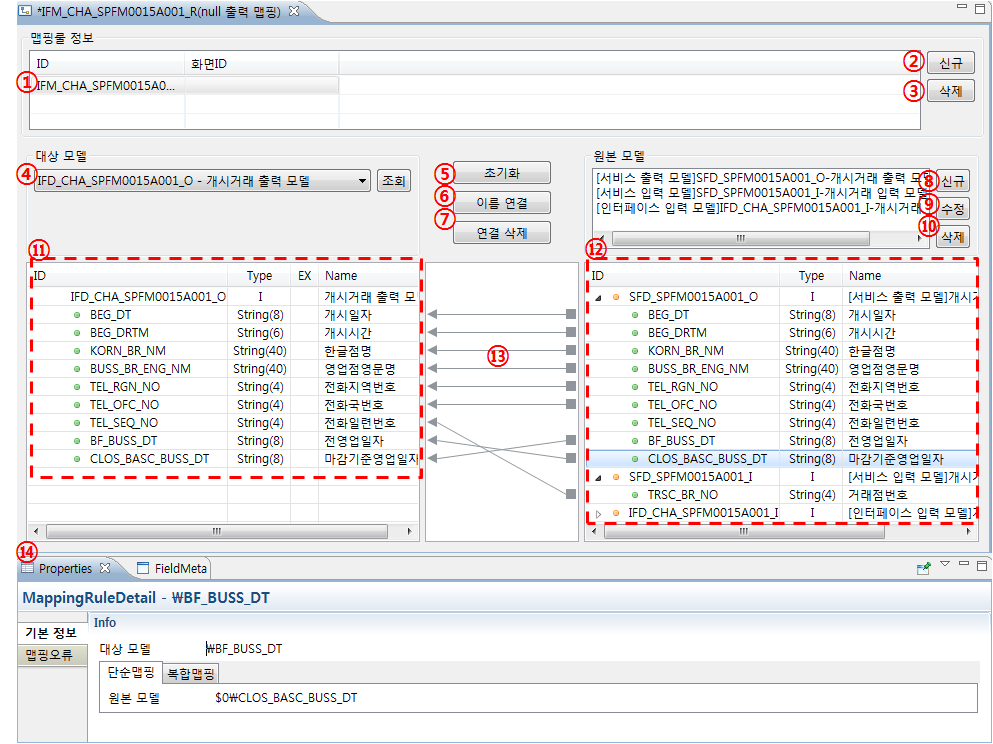 *IFM_CHA_SPFM0015A001_R(null 출력 맵핑)
맵핑룰 정보
ID 화면ID
① IFM_CHA_SPFM0015A0...
② 신규
③ 삭제
대상 모델
④ IFD_CHA_SPFM0015A001_O - 개시거래 출력 모델 조회
⑤ 초기화
⑥ 이름 연결
⑦ 연결 삭제
원본 모델
[서비스 출력 모델]SFD_SPFM0015A001_O-개시거래 출력 모
[서비스 입력 모델]SFD_SPFM0015A001_I-개시거래 입력 모델
[인터페이스 입력 모델]IFD_CHA_SPFM0015A001_I-개시거래
⑧ 신규
⑨ 수정
⑩ 삭제
⑪
ID Type EX Name
IFD_CHA_SPFM0015A001_O I 개시거래 출력 모
BEG_DT String(8) 개시일자
BEG_DRTM String(6) 개시시간
KORN_BR_NM String(40) 한글점명
BUSS_BR_ENG_NM String(40) 영업점영문명
TEL_RGN_NO String(4) 전화지역번호
TEL_OFC_NO String(4) 전화국번호
TEL_SEQ_NO String(4) 전화일련번호
BF_BUSS_DT String(8) 전영업일자
CLOS_BASC_BUSS_DT String(8) 마감기준영업일자
⑬
⑫
ID Type Name
SFD_SPFM0015A001_O I [서비스 출력 모델]개시
BEG_DT String(8) 개시일자
BEG_DRTM String(6) 개시시간
KORN_BR_NM String(40) 한글점명
BUSS_BR_ENG_NM String(40) 영업점영문명
TEL_RGN_NO String(4) 전화지역번호
TEL_OFC_NO String(4) 전화국번호
TEL_SEQ_NO String(4) 전화일련번호
BF_BUSS_DT String(8) 전영업일자
CLOS_BASC_BUSS_DT String(8) 마감기준영업일자
SFD_SPFM0015A001_I I [서비스 입력 모델]개시
TRSC_BR_NO String(4) 거래점번호
IFD_CHA_SPFM0015A001_I I [인터페이스 입력 모델]
⑭
Properties FieldMeta
MappingRuleDetail - ₩BF_BUSS_DT
기본 정보
맵핑오류
Info
대상 모델 ₩BF_BUSS_DT
단순맵핑 복합맵핑
원본 모델 $0₩CLOS_BASC_BUSS_DT